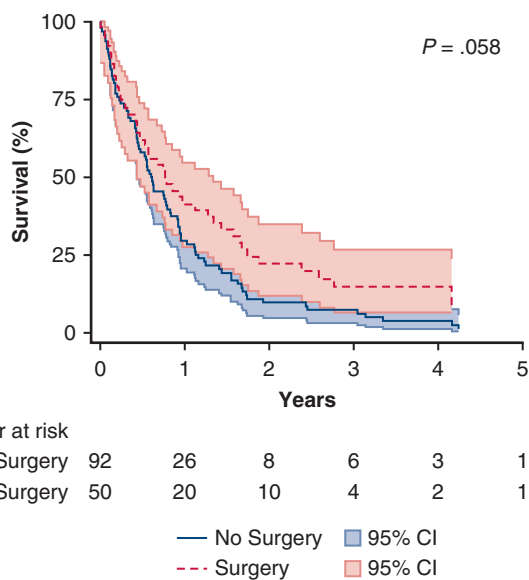 100
75
50
25
0
Survival (%)
P = .058
0 1 2 3 4 5
Years
r at risk
Surgery 92 26 8 6 3 1
Surgery 50 20 10 4 2 1
No Surgery 95% CI
Surgery 95% CI